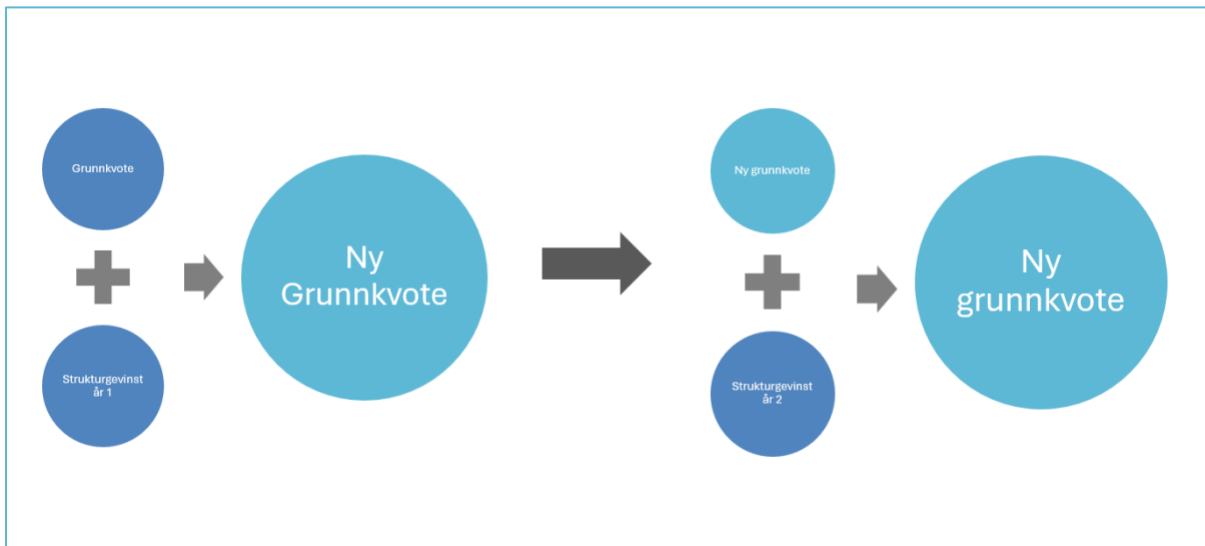 Grunnkvote
Strukturgevinst
år 1
Ny
Grunnkvote
Ny grunnkvote
Strukturgevinst
år 2
Ny
grunnkvote